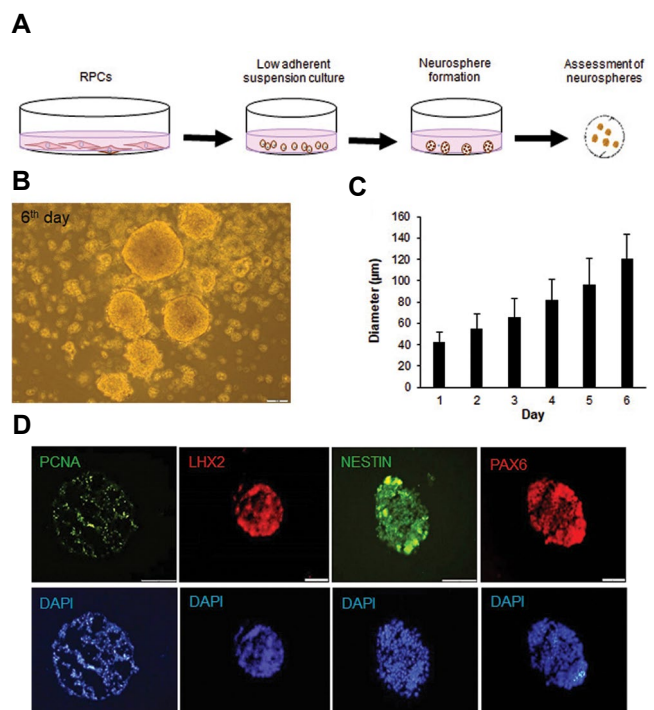 A
RPCs
Low adherent
suspension culture
Neurosphere
formation
Assessment of
neurospheres
B
6th day
C
Diameter (µm)
160
140
120
100
80
60
40
20
0
1 2 3 4 5 6
Day
D
PCNA
LHX2
NESTIN
PAX6
DAPI
DAPI
DAPI
DAPI